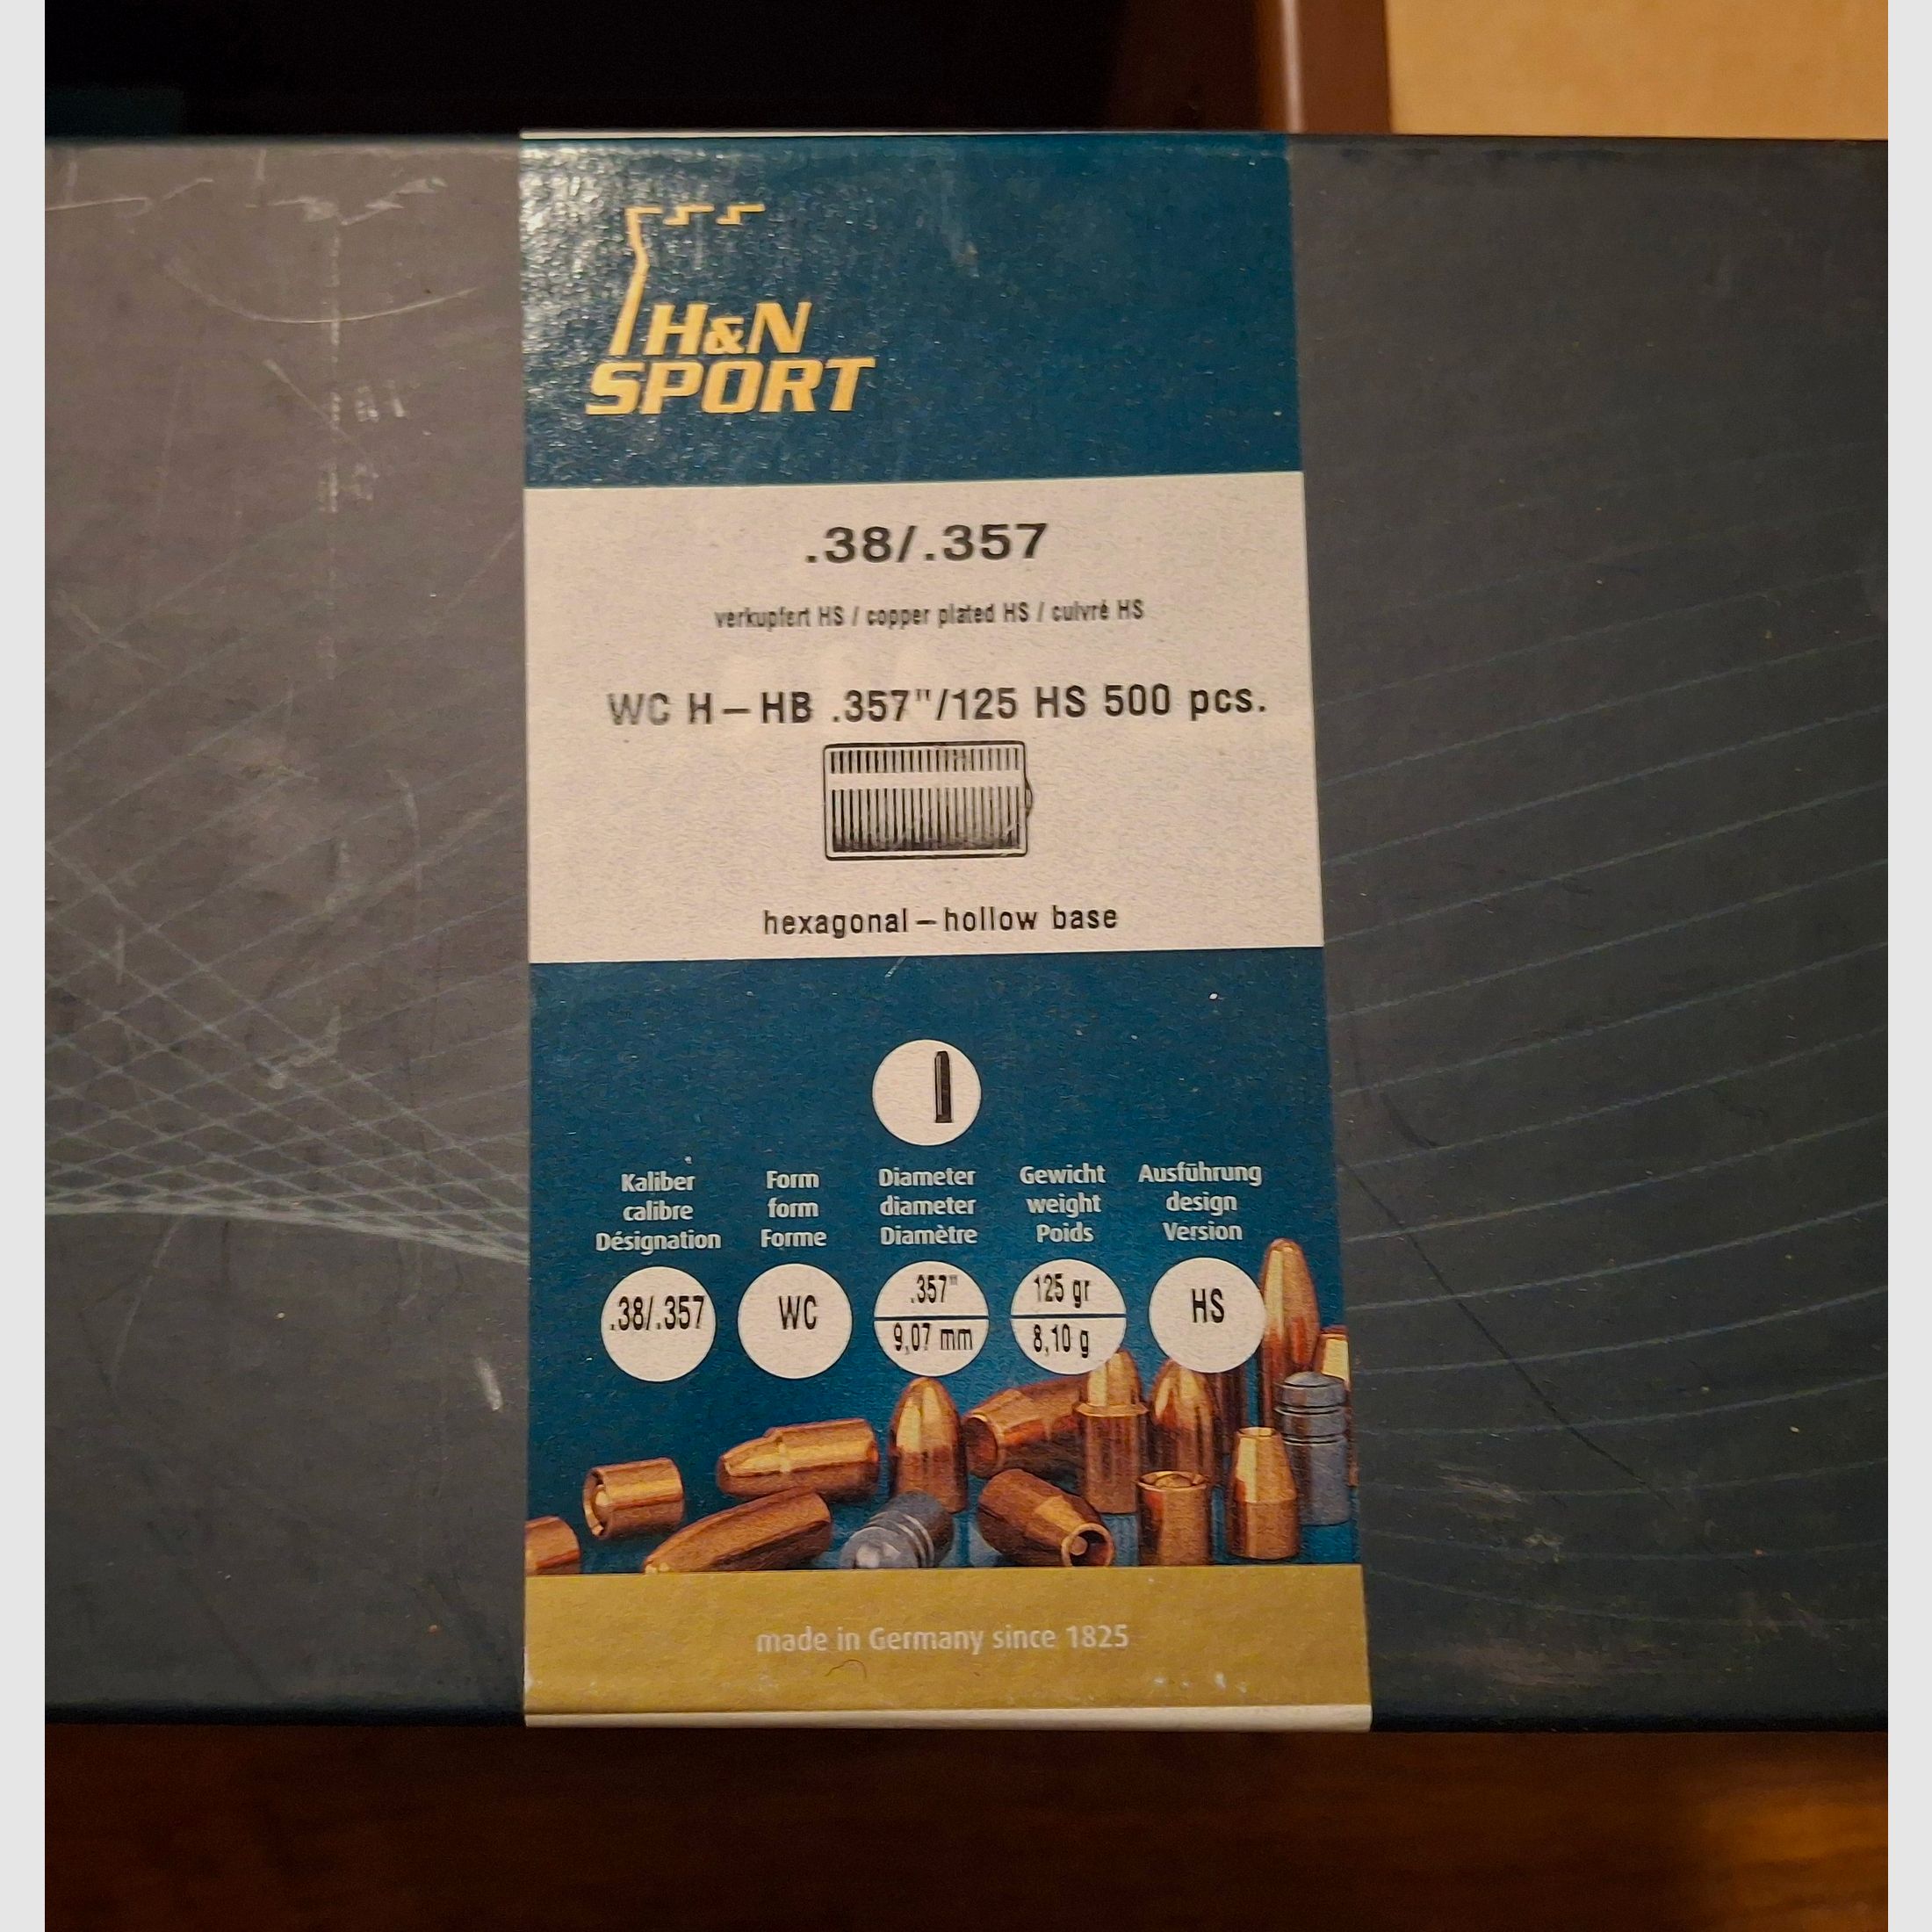 H&N
SPORT
.38/.357
verkupfert HS / copper plated HS / cuivré HS
WC H–HB .357"/125 HS 500 pcs.
hexagonal–hollow base
Kaliber
calibre
Désignation
Form
form
Forme
Diameter
diameter
Diamètre
Gewicht
weight
Poids
Ausführung
design
Version
.38/.357
WC
.357"
9,07 mm
125 gr
8,10 g
HS
made in Germany since 1825